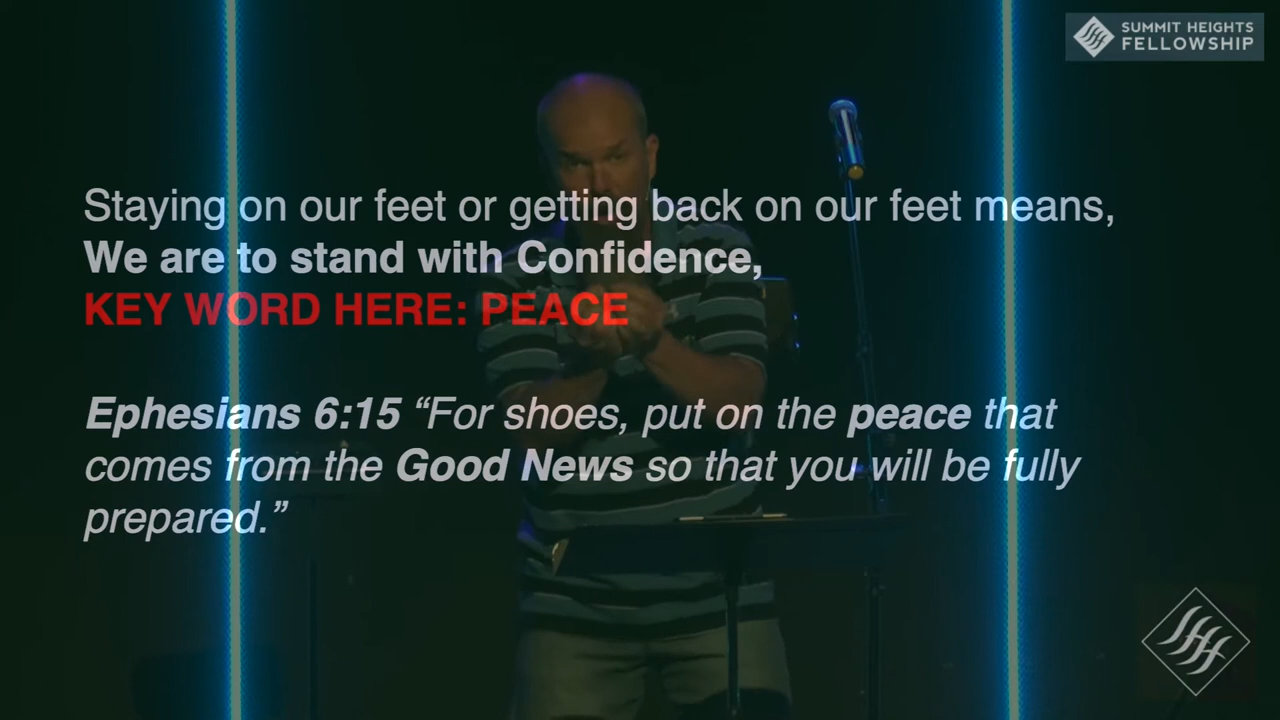 SUMMIT HEIGHTS
FELLOWSHIP
Staying on our feet or getting back on our feet means,
We are to stand with Confidence,
KEY WORD HERE: PEACE
Ephesians 6:15 “For shoes, put on the peace that
comes from the Good News so that you will be fully
prepared.”